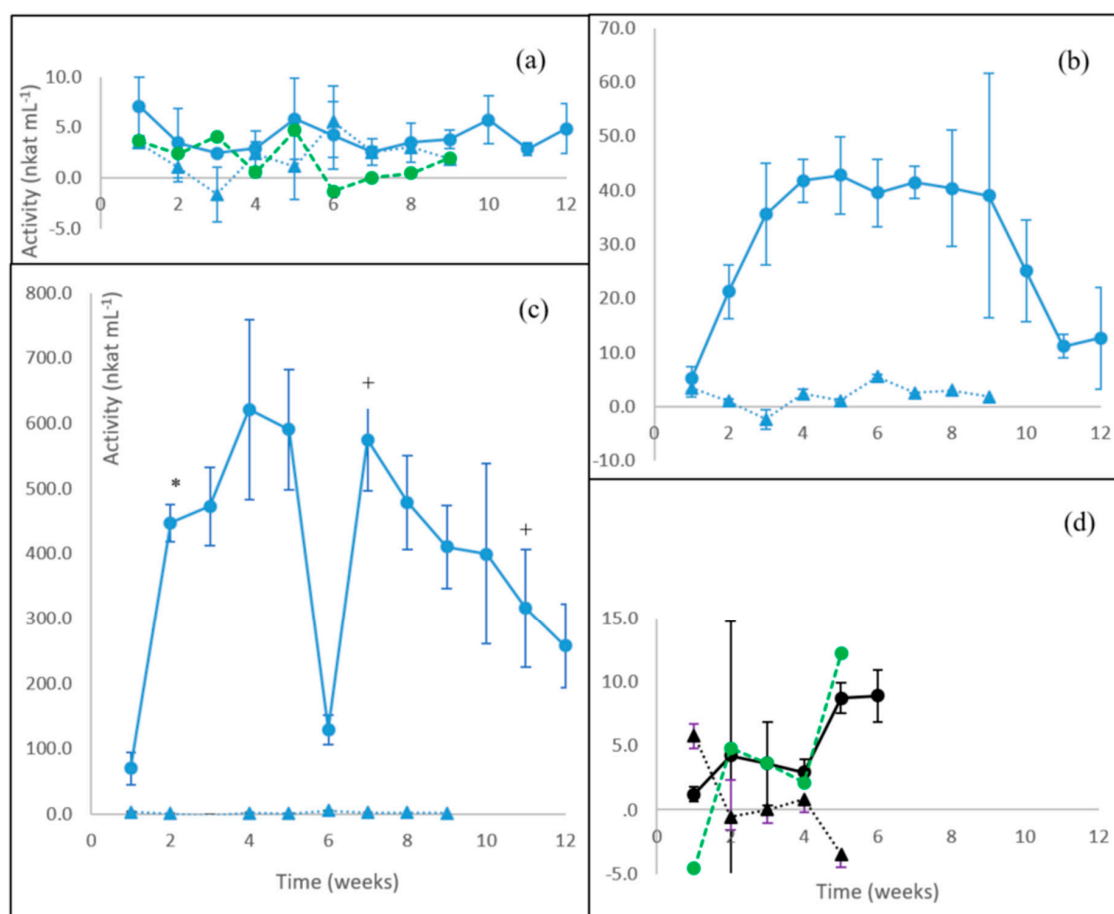 (a)
Activity (nkat mL-1)
10.0
5.0
0.0
-5.0
0 2 4 6 8 10 12
(b)
70.0
60.0
50.0
40.0
30.0
20.0
10.0
0.0
-10.0
0 2 4 6 8 10 12
(c)
Activity (nkat mL-1)
800.0
700.0
600.0
500.0
400.0
300.0
200.0
100.0
0.0
*
+
+
0 2 4 6 8 10 12
Time (weeks)
(d)
15.0
10.0
5.0
.0
-5.0
0 2 4 6 8 10 12
Time (weeks)